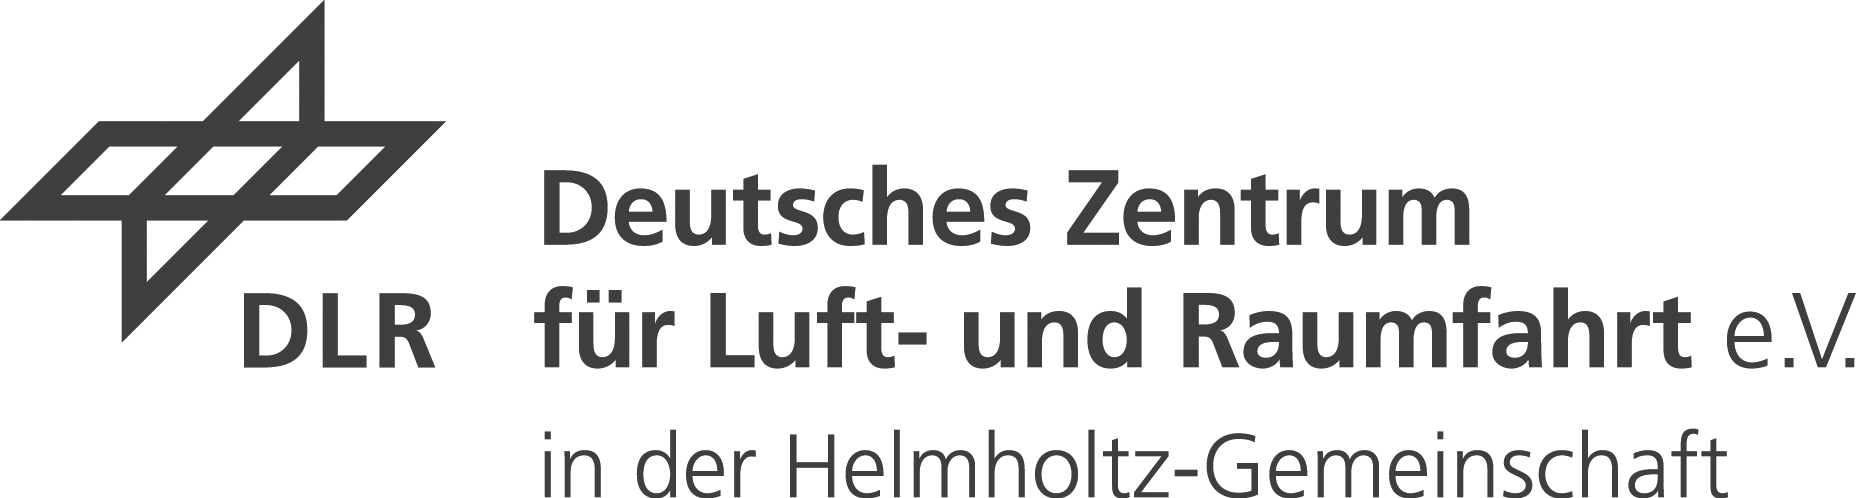 DLR
Deutsches Zentrum
für Luft- und Raumfahrt e.V.
in der Helmholtz-Gemeinschaft